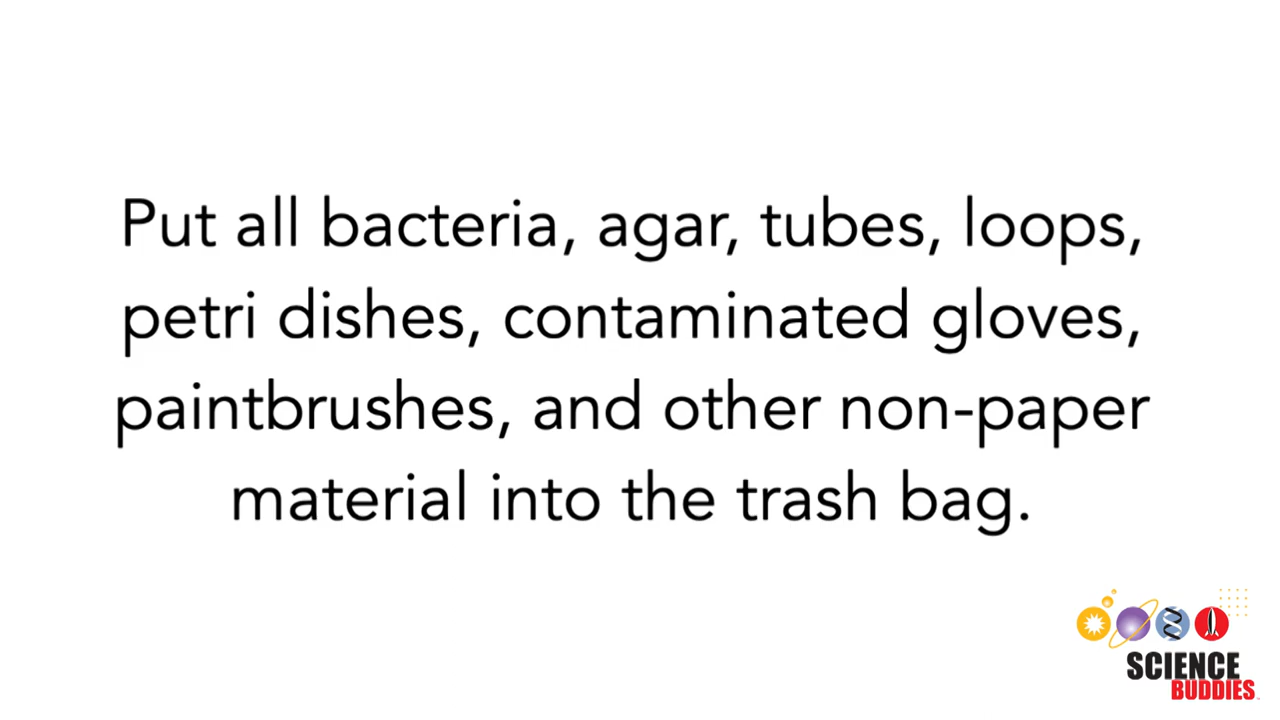 Put all bacteria, agar, tubes, loops,
petri dishes, contaminated gloves,
paintbrushes, and other non-paper
material into the trash bag.
SCIENCE
BUDDIES